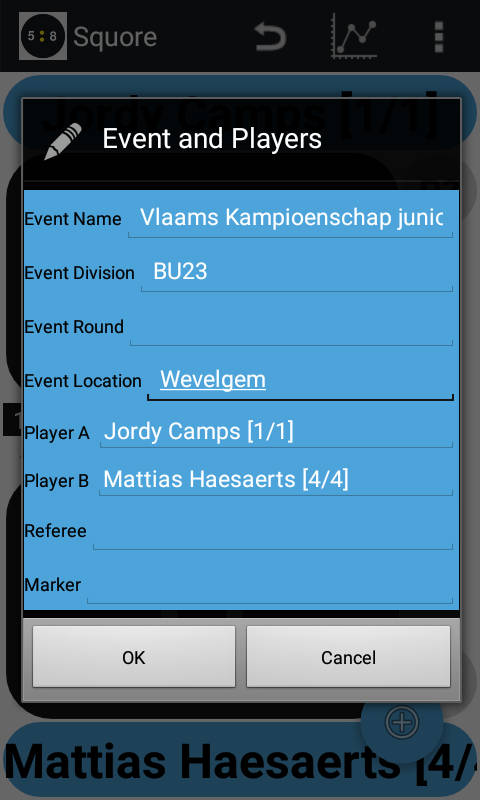 5:8 Squore
Jordy Camps [1/1]
Event and Players
Event Name Vlaams Kampioenschap junio
Event Division BU23
Event Round
Event Location Wevelgem
Player A Jordy Camps [1/1]
Player B Mattias Haesaerts [4/4]
Referee
Marker
OK Cancel
Mattias Haesaerts [4/4